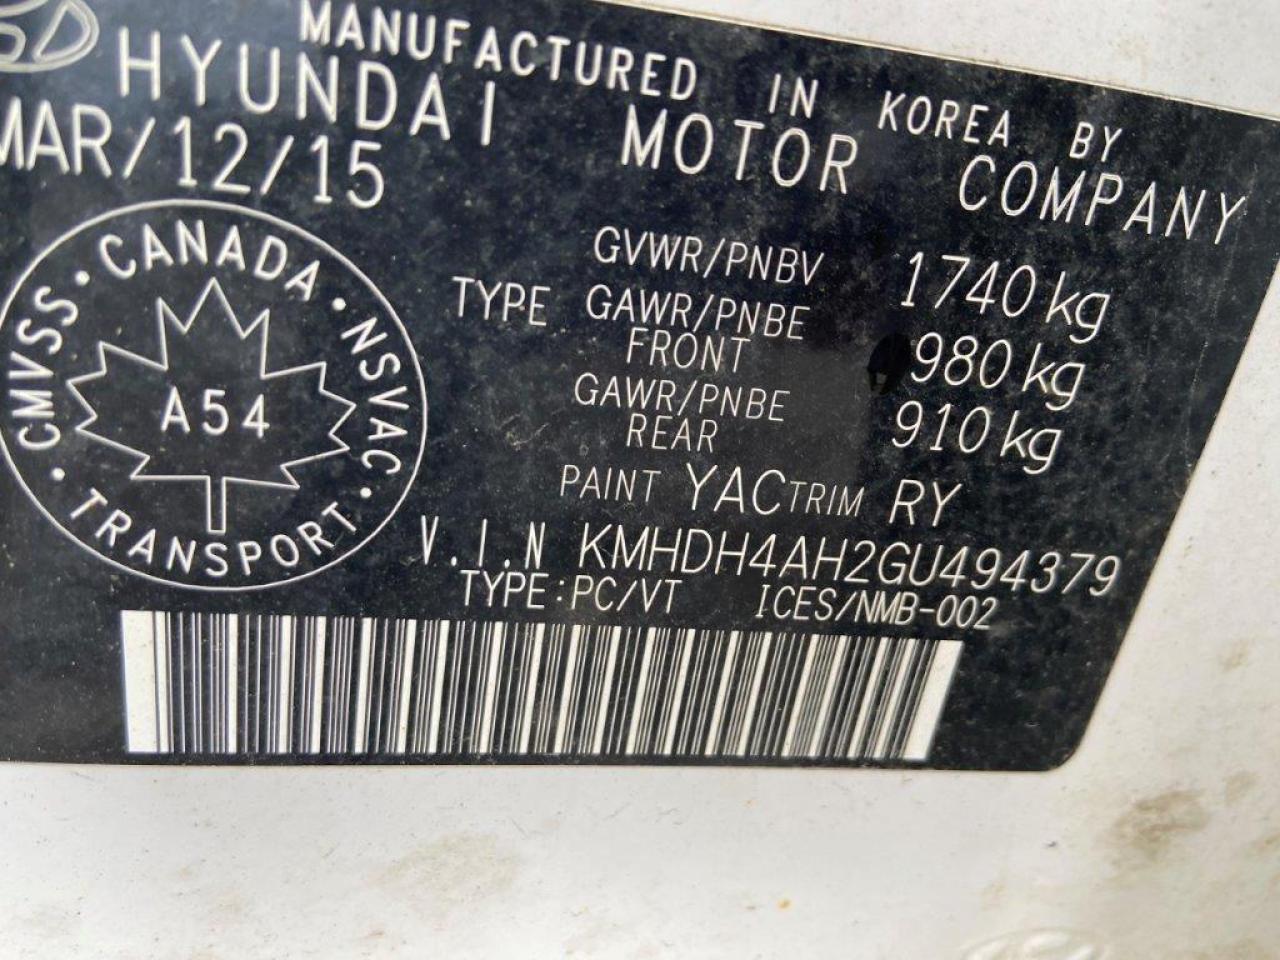 MANUFACTURED IN KOREA BY
HYUNDAI MOTOR COMPANY
MAR/12/15
CMVSS · CANADA · NSVAC · TRANSPORT ·
A54
GVWR/PNBV 1740 kg
TYPE GAWR/PNBE FRONT 980 kg
GAWR/PNBE REAR 910 kg
PAINT YAC TRIM RY
V.I.N KMHDH4AH2GU494379
TYPE:PC/VT ICES/NMB-002